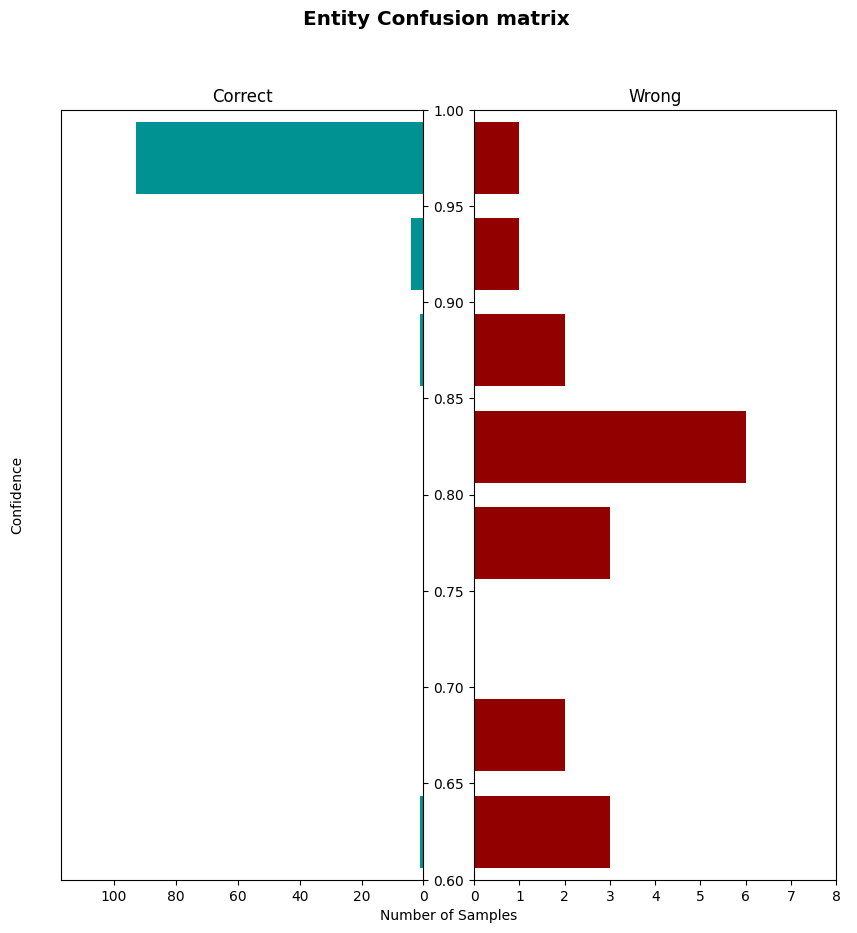 Entity Confusion matrix
Correct
Wrong
1.00
0.95
0.90
0.85
0.80
0.75
0.70
0.65
0.60
Confidence
100 80 60 40 20 0
0 1 2 3 4 5 6 7 8
Number of Samples